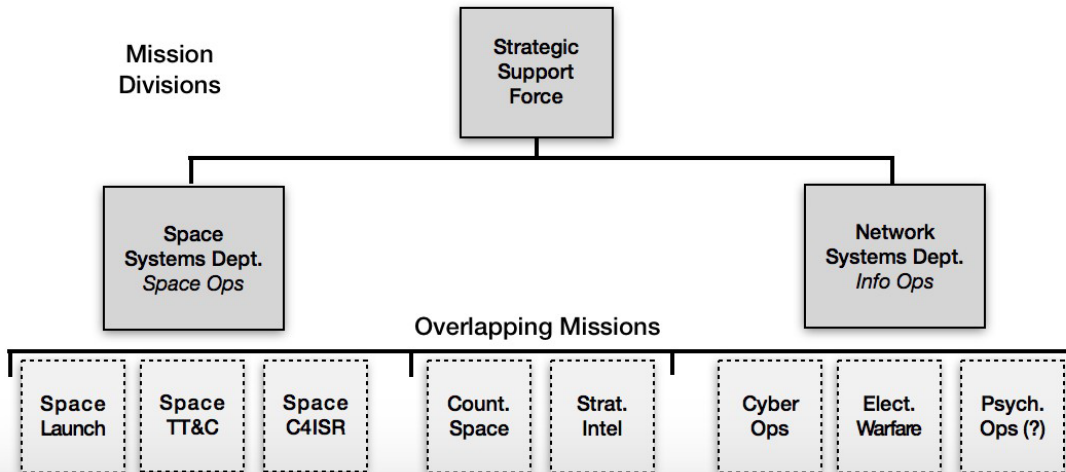 Mission
Divisions
Strategic
Support
Force
Space
Systems Dept.
Space Ops
Network
Systems Dept.
Info Ops
Overlapping Missions
Space
Launch
Space
TT&C
Space
C4ISR
Count.
Space
Strat.
Intel
Cyber
Ops
Elect.
Warfare
Psych.
Ops (?)